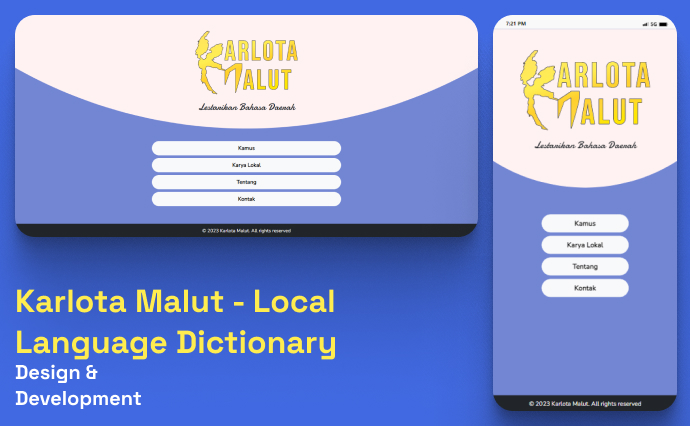 KARLOTA
MALUT
Lestarikan Bahasa Daerah
Kamus
Karya Lokal
Tentang
Kontak
© 2023 Karlota Malut. All rights reserved
7:21 PM
5G
KARLOTA
MALUT
Lestarikan Bahasa Daerah
Kamus
Karya Lokal
Tentang
Kontak
© 2023 Karlota Malut. All rights reserved
Karlota Malut - Local
Language Dictionary
Design &
Development